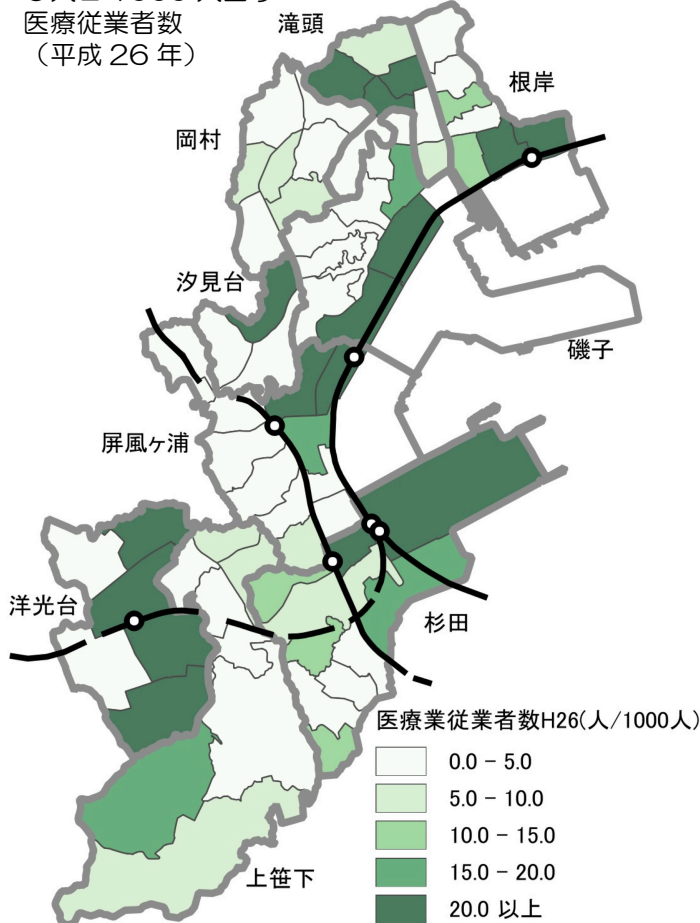 医療従業者数
（平成 26 年）
滝頭
根岸
岡村
汐見台
磯子
屏風ヶ浦
洋光台
杉田
上笹下
医療業従業者数H26(人/1000人)
0.0 - 5.0
5.0 - 10.0
10.0 - 15.0
15.0 - 20.0
20.0 以上